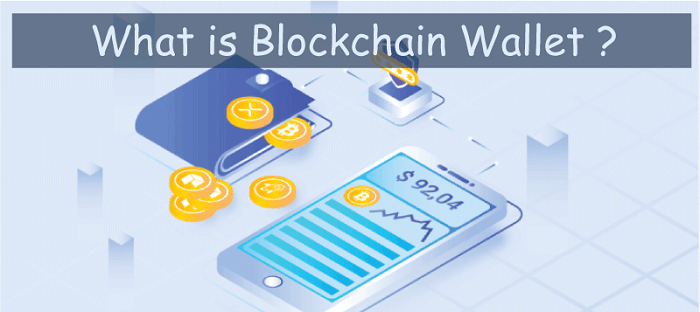 What is Blockchain Wallet ?
$ 92,04